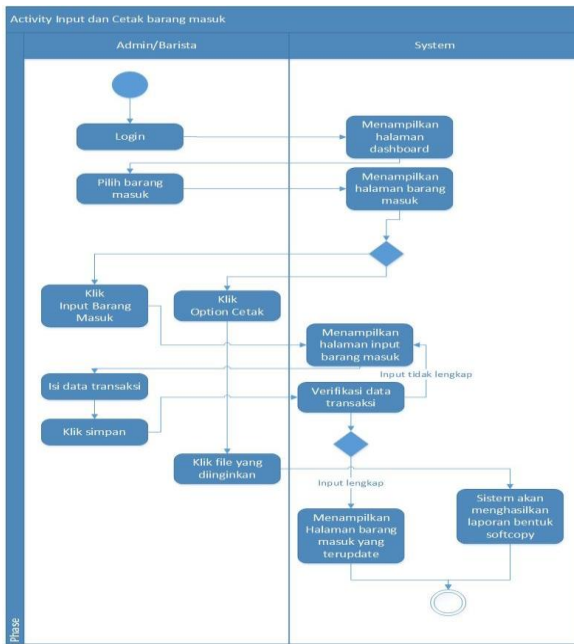 Activity Input dan Cetak barang masuk
Admin/Barista
System
Login
Menampilkan
halaman
dashboard
Pilih barang
masuk
Menampilkan
halaman barang
masuk
Klik
Input Barang
Masuk
Klik
Option Cetak
Menampilkan
halaman input
barang masuk
Input tidak lengkap
Isi data transaksi
Verifikasi data
transaksi
Klik simpan
Klik file yang
diinginkan
Input lengkap
Menampilkan
Halaman barang
masuk yang
terupdate
Sistem akan
menghasilkan
laporan bentuk
softcopy
Phase